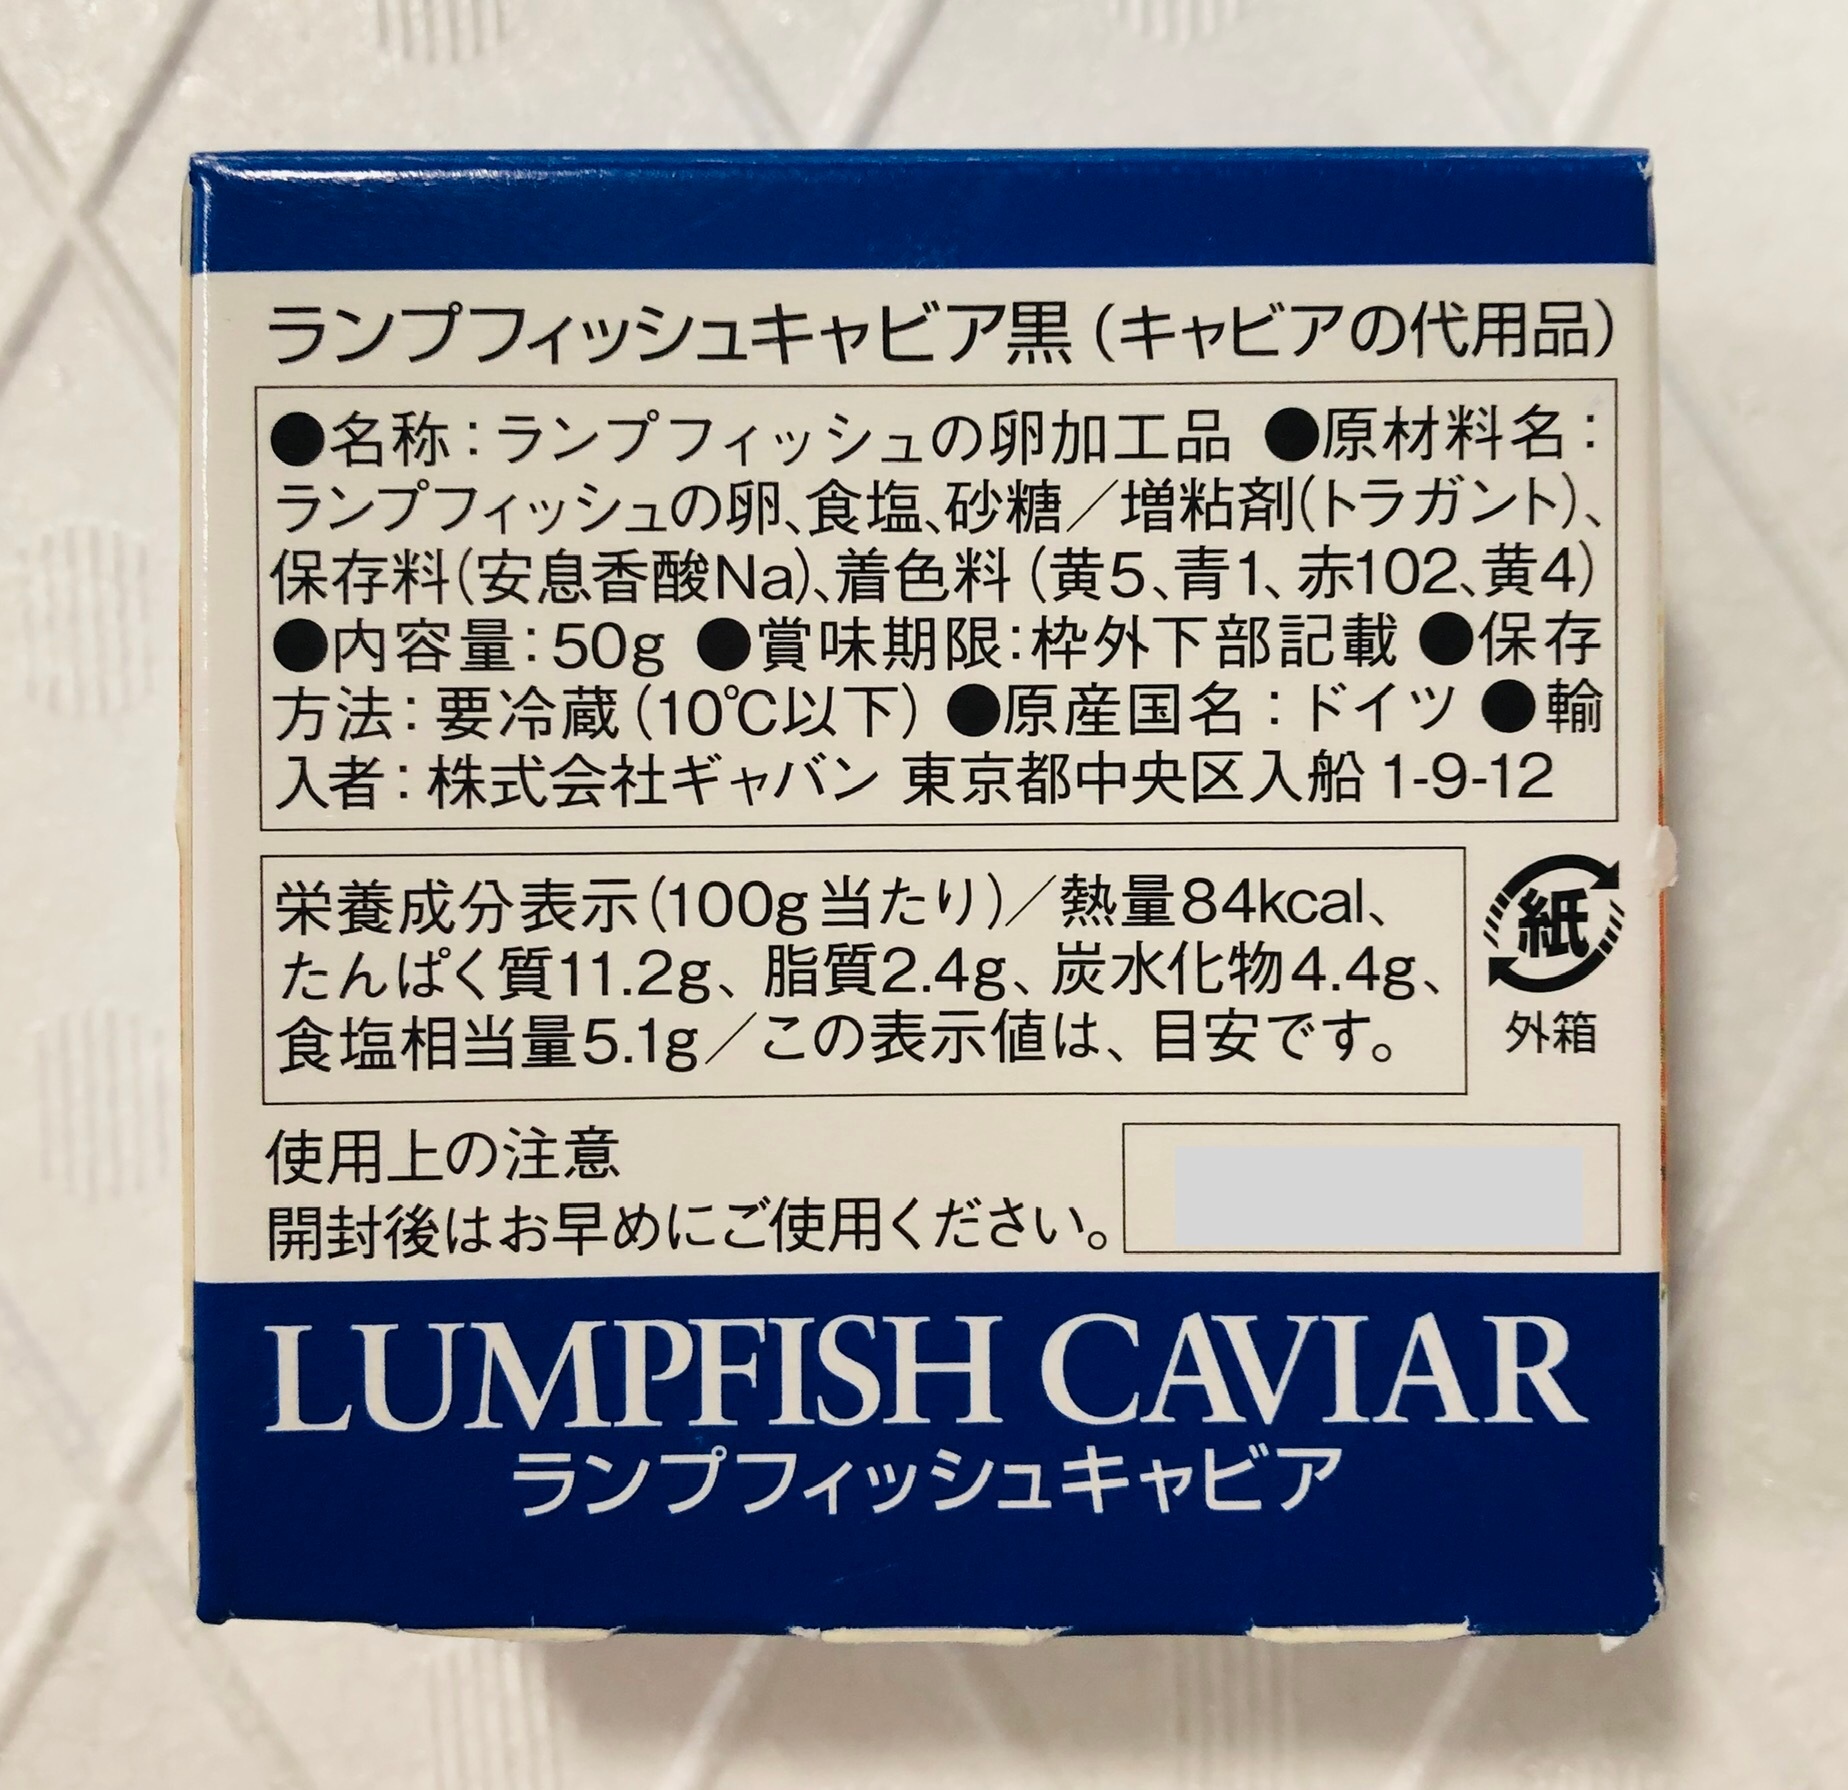 ランプフィッシュキャビア黒（キャビアの代用品）
●名称：ランプフィッシュの卵加工品 ●原材料名：
ランプフィッシュの卵、食塩、砂糖／増粘剤(トラガント)、
保存料(安息香酸Na)、着色料（黄5、青1、赤102、黄4）
●内容量：50g ●賞味期限：枠外下部記載 ●保存
方法：要冷蔵（10℃以下）●原産国名：ドイツ ●輸
入者：株式会社ギャバン 東京都中央区入船 1-9-12
栄養成分表示(100g当たり)／熱量84kcal、
たんぱく質11.2g、脂質2.4g、炭水化物4.4g、
食塩相当量5.1g／この表示値は、目安です。
紙
外箱
使用上の注意
開封後はお早めにご使用ください。
LUMPFISH CAVIAR
ランプフィッシュキャビア